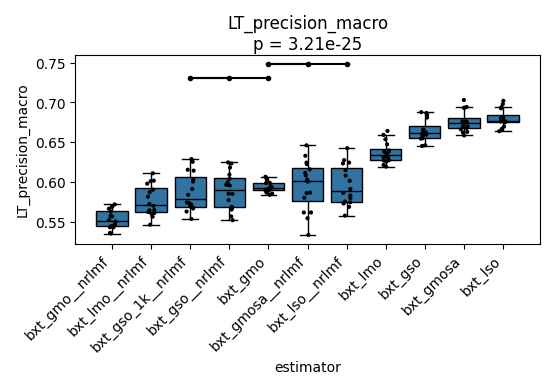 LT_precision_macro
p = 3.21e-25
LT_precision_macro
0.75
0.70
0.65
0.60
0.55
bxt_gmo__nrlmf
bxt_lmo__nrlmf
bxt_gso_1k__nrlmf
bxt_gso__nrlmf
bxt_gmo
bxt_gmosa__nrlmf
bxt_lso__nrlmf
bxt_lmo
bxt_gso
bxt_gmosa
bxt_lso
estimator